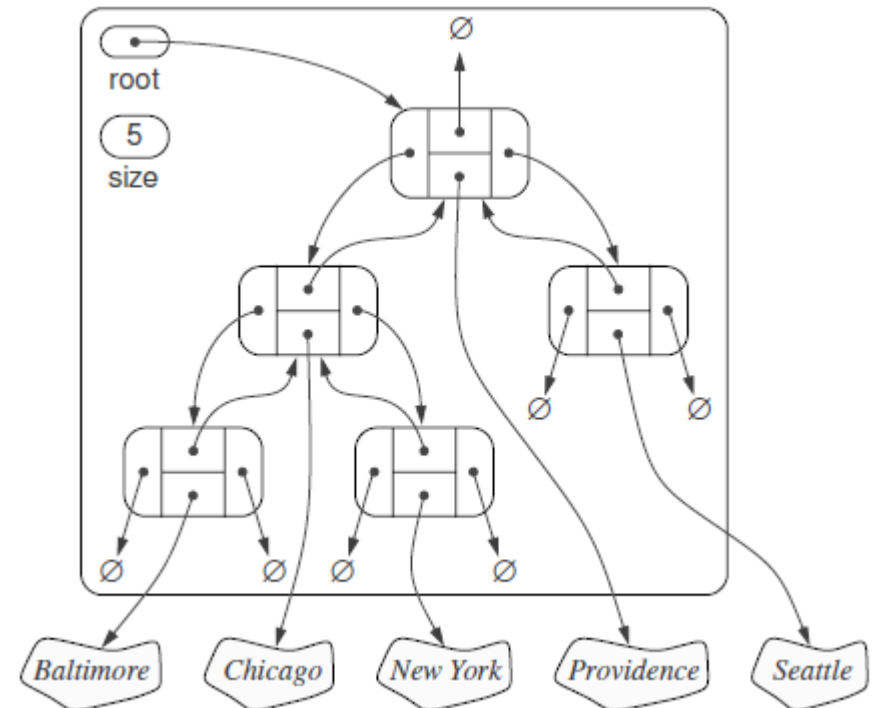 ∅
root
5
size
∅ ∅
∅ ∅ ∅ ∅
Baltimore Chicago New York Providence Seattle